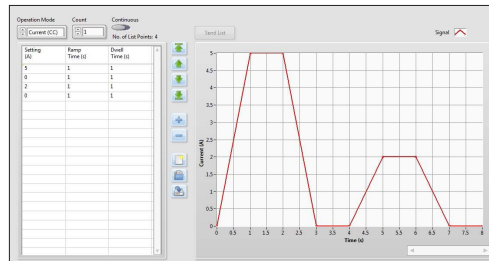 Operation Mode Count Continuous
Current (CC) 1 No. of List Points: 4
Send List Signal
Setting (A) Ramp Time (s) Dwell Time (s)
5 1 1
0 1 1
2 1 1
0 1 1
Current (A)
5
4.5
4
3.5
3
2.5
2
1.5
1
0.5
0
0 0.5 1 1.5 2 2.5 3 3.5 4 4.5 5 5.5 6 6.5 7 7.5 8
Time (s)